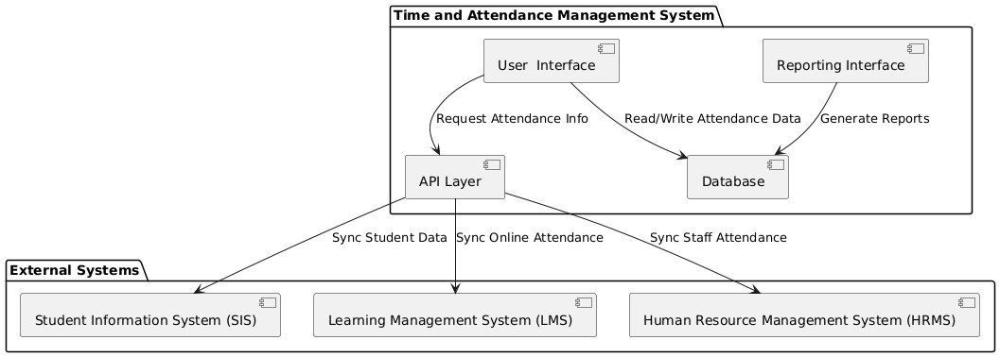 Time and Attendance Management System
User  Interface
Reporting Interface
Request Attendance Info
Read/Write Attendance Data
Generate Reports
API Layer
Database
Sync Student Data
Sync Online Attendance
Sync Staff Attendance
External Systems
Student Information System (SIS)
Learning Management System (LMS)
Human Resource Management System (HRMS)